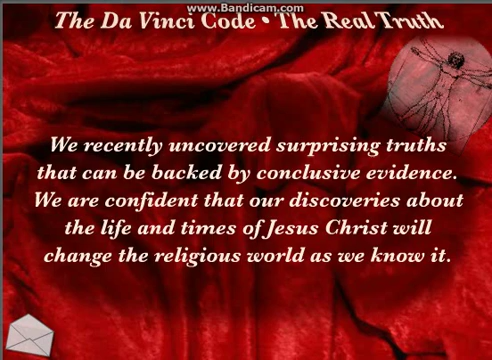 www.Bandicam.com
The Da Vinci Code • The Real Truth
We recently uncovered surprising truths
that can be backed by conclusive evidence.
We are confident that our discoveries about
the life and times of Jesus Christ will
change the religious world as we know it.